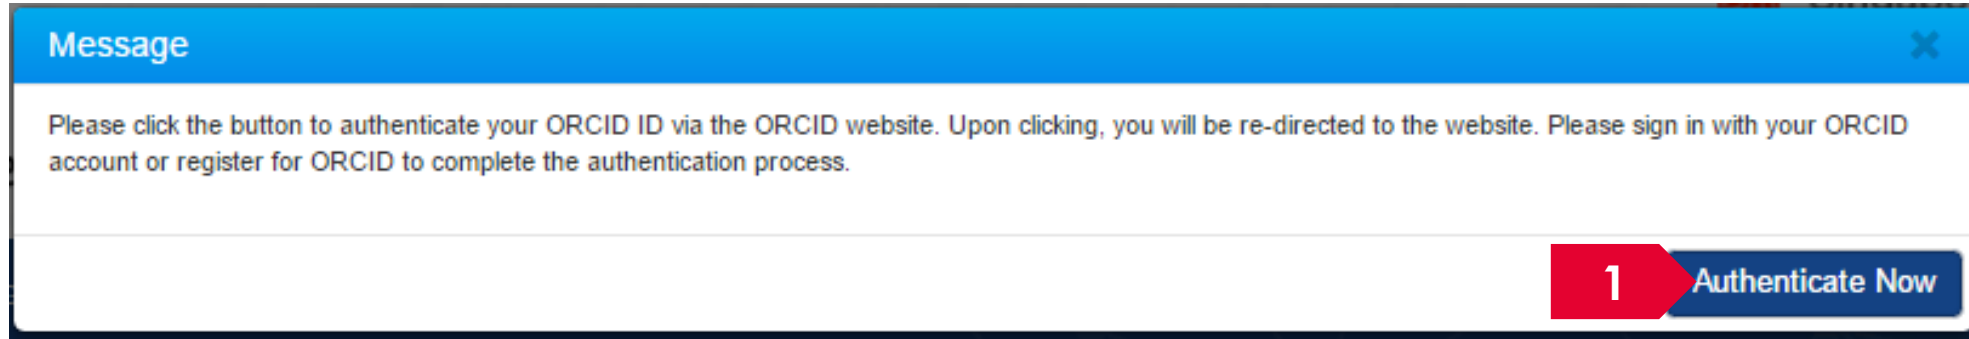 Message
Please click the button to authenticate your ORCID ID via the ORCID website. Upon clicking, you will be re-directed to the website. Please sign in with your ORCID
account or register for ORCID to complete the authentication process.
1 Authenticate Now